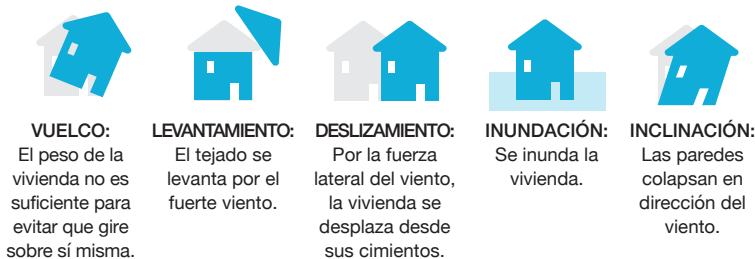 VUELCO:
El peso de la
vivienda no es
suficiente para
evitar que gire
sobre sí misma.
LEVANTAMIENTO:
El tejado se
levanta por el
fuerte viento.
DESLIZAMIENTO:
Por la fuerza
lateral del viento,
la vivienda se
desplaza desde
sus cimientos.
INUNDACIÓN:
Se inunda la
vivienda.
INCLINACIÓN:
Las paredes
colapsan en
dirección del
viento.